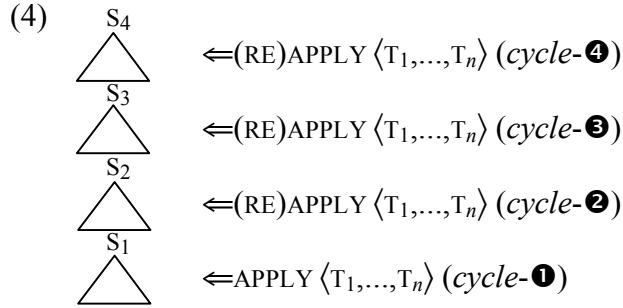 (4) S4
⇐(RE)APPLY ⟨T1,…,Tn⟩ (cycle-❹)
S3
⇐(RE)APPLY ⟨T1,…,Tn⟩ (cycle-❸)
S2
⇐(RE)APPLY ⟨T1,…,Tn⟩ (cycle-❷)
S1
⇐APPLY ⟨T1,…,Tn⟩ (cycle-❶)